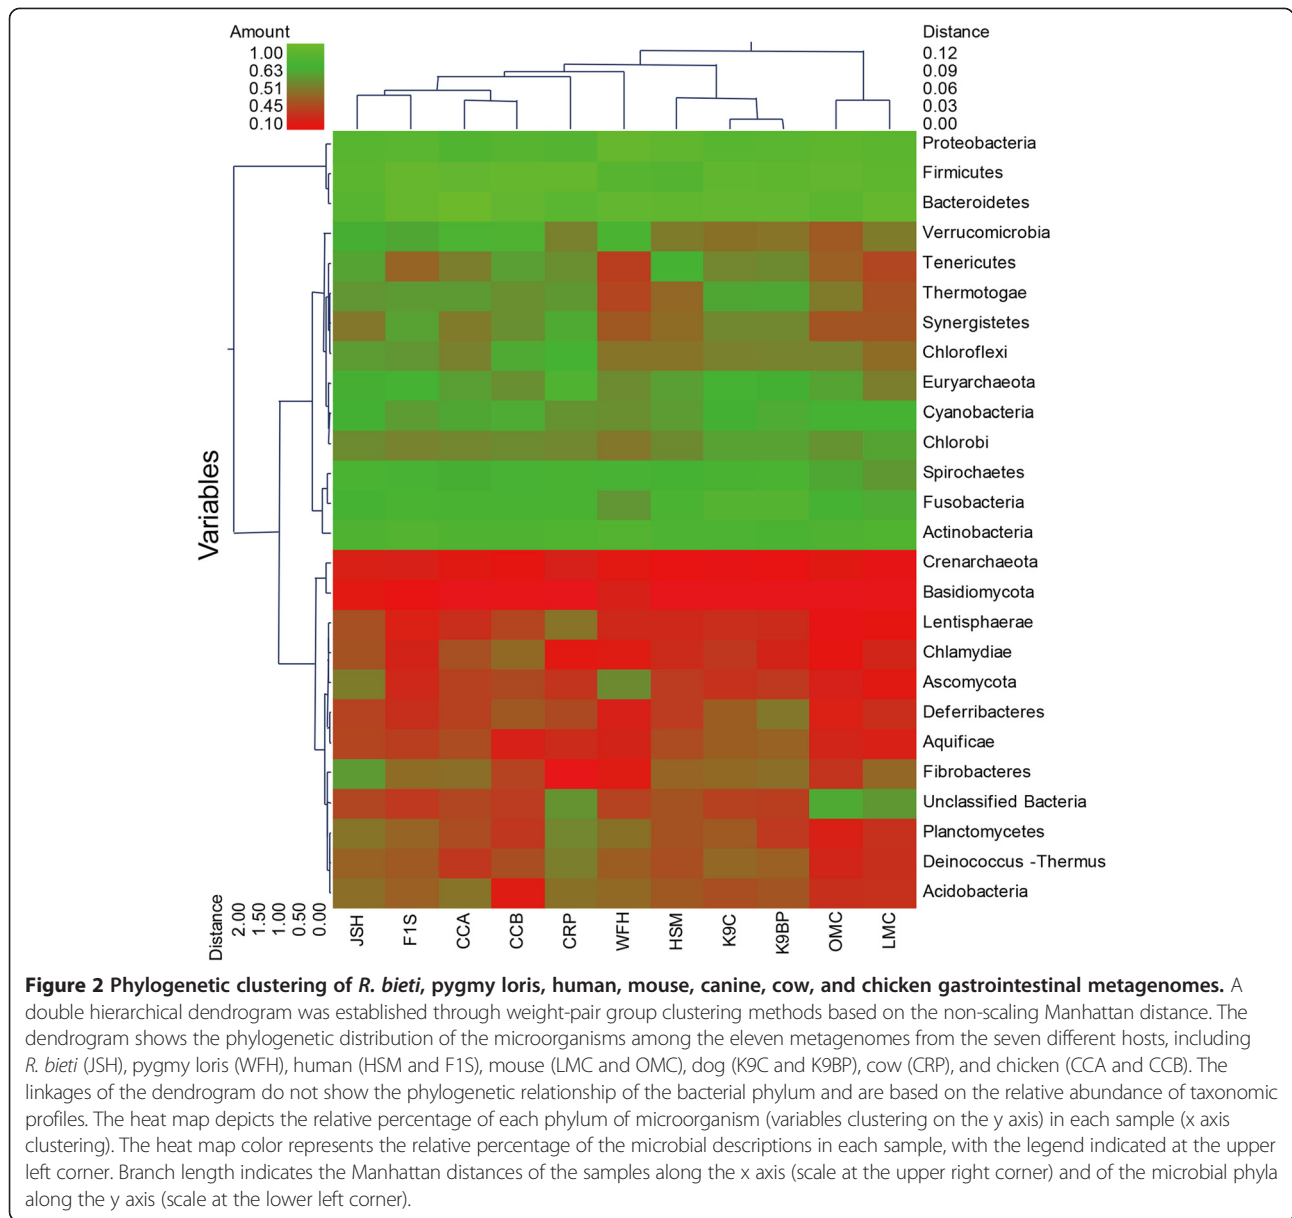 Amount
1.00
0.63
0.51
0.45
0.10
Distance
0.12
0.09
0.06
0.03
0.00
Proteobacteria
Firmicutes
Bacteroidetes
Verrucomicrobia
Tenericutes
Thermotogae
Synergistetes
Chloroflexi
Euryarchaeota
Cyanobacteria
Chlorobi
Spirochaetes
Fusobacteria
Actinobacteria
Crenarchaeota
Basidiomycota
Lentisphaerae
Chlamydiae
Ascomycota
Deferribacteres
Aquificae
Fibrobacteres
Unclassified Bacteria
Planctomycetes
Deinococcus -Thermus
Acidobacteria
Variables
Distance
2.00
1.50
1.00
0.50
0.00
JSH
F1S
CCA
CCB
CRP
WFH
HSM
K9C
K9BP
OMC
LMC
Figure 2 Phylogenetic clustering of R. bieti, pygmy loris, human, mouse, canine, cow, and chicken gastrointestinal metagenomes. A
double hierarchical dendrogram was established through weight-pair group clustering methods based on the non-scaling Manhattan distance. The
dendrogram shows the phylogenetic distribution of the microorganisms among the eleven metagenomes from the seven different hosts, including
R. bieti (JSH), pygmy loris (WFH), human (HSM and F1S), mouse (LMC and OMC), dog (K9C and K9BP), cow (CRP), and chicken (CCA and CCB). The
linkages of the dendrogram do not show the phylogenetic relationship of the bacterial phylum and are based on the relative abundance of taxonomic
profiles. The heat map depicts the relative percentage of each phylum of microorganism (variables clustering on the y axis) in each sample (x axis
clustering). The heat map color represents the relative percentage of the microbial descriptions in each sample, with the legend indicated at the upper
left corner. Branch length indicates the Manhattan distances of the samples along the x axis (scale at the upper right corner) and of the microbial phyla
along the y axis (scale at the lower left corner).